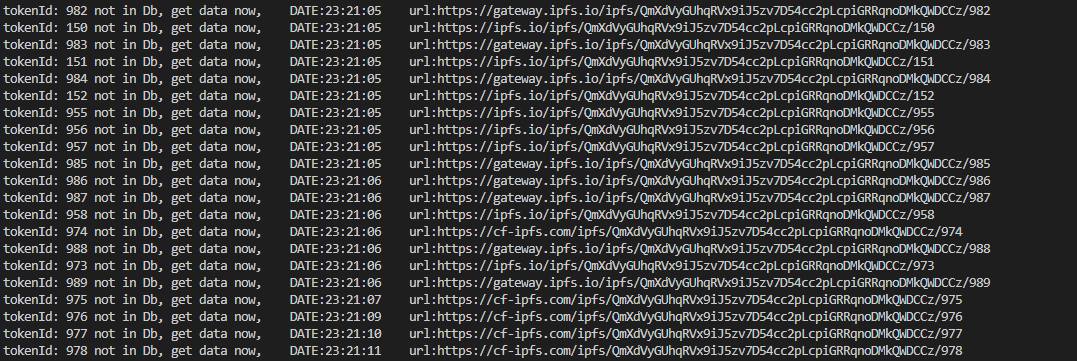 tokenId: 982 not in Db, get data now, DATE:23:21:05 url:https://gateway.ipfs.io/ipfs/QmXdVyGUhqRVx9iJ5zv7D54cc2pLcpiGRRqnoDMkQWDCCz/982
tokenId: 150 not in Db, get data now, DATE:23:21:05 url:https://ipfs.io/ipfs/QmXdVyGUhqRVx9iJ5zv7D54cc2pLcpiGRRqnoDMkQWDCCz/150
tokenId: 983 not in Db, get data now, DATE:23:21:05 url:https://gateway.ipfs.io/ipfs/QmXdVyGUhqRVx9iJ5zv7D54cc2pLcpiGRRqnoDMkQWDCCz/983
tokenId: 151 not in Db, get data now, DATE:23:21:05 url:https://ipfs.io/ipfs/QmXdVyGUhqRVx9iJ5zv7D54cc2pLcpiGRRqnoDMkQWDCCz/151
tokenId: 984 not in Db, get data now, DATE:23:21:05 url:https://gateway.ipfs.io/ipfs/QmXdVyGUhqRVx9iJ5zv7D54cc2pLcpiGRRqnoDMkQWDCCz/984
tokenId: 152 not in Db, get data now, DATE:23:21:05 url:https://ipfs.io/ipfs/QmXdVyGUhqRVx9iJ5zv7D54cc2pLcpiGRRqnoDMkQWDCCz/152
tokenId: 955 not in Db, get data now, DATE:23:21:05 url:https://ipfs.io/ipfs/QmXdVyGUhqRVx9iJ5zv7D54cc2pLcpiGRRqnoDMkQWDCCz/955
tokenId: 956 not in Db, get data now, DATE:23:21:05 url:https://ipfs.io/ipfs/QmXdVyGUhqRVx9iJ5zv7D54cc2pLcpiGRRqnoDMkQWDCCz/956
tokenId: 957 not in Db, get data now, DATE:23:21:05 url:https://ipfs.io/ipfs/QmXdVyGUhqRVx9iJ5zv7D54cc2pLcpiGRRqnoDMkQWDCCz/957
tokenId: 985 not in Db, get data now, DATE:23:21:05 url:https://gateway.ipfs.io/ipfs/QmXdVyGUhqRVx9iJ5zv7D54cc2pLcpiGRRqnoDMkQWDCCz/985
tokenId: 986 not in Db, get data now, DATE:23:21:06 url:https://gateway.ipfs.io/ipfs/QmXdVyGUhqRVx9iJ5zv7D54cc2pLcpiGRRqnoDMkQWDCCz/986
tokenId: 987 not in Db, get data now, DATE:23:21:06 url:https://gateway.ipfs.io/ipfs/QmXdVyGUhqRVx9iJ5zv7D54cc2pLcpiGRRqnoDMkQWDCCz/987
tokenId: 958 not in Db, get data now, DATE:23:21:06 url:https://ipfs.io/ipfs/QmXdVyGUhqRVx9iJ5zv7D54cc2pLcpiGRRqnoDMkQWDCCz/958
tokenId: 974 not in Db, get data now, DATE:23:21:06 url:https://cf-ipfs.com/ipfs/QmXdVyGUhqRVx9iJ5zv7D54cc2pLcpiGRRqnoDMkQWDCCz/974
tokenId: 988 not in Db, get data now, DATE:23:21:06 url:https://gateway.ipfs.io/ipfs/QmXdVyGUhqRVx9iJ5zv7D54cc2pLcpiGRRqnoDMkQWDCCz/988
tokenId: 973 not in Db, get data now, DATE:23:21:06 url:https://ipfs.io/ipfs/QmXdVyGUhqRVx9iJ5zv7D54cc2pLcpiGRRqnoDMkQWDCCz/973
tokenId: 989 not in Db, get data now, DATE:23:21:06 url:https://gateway.ipfs.io/ipfs/QmXdVyGUhqRVx9iJ5zv7D54cc2pLcpiGRRqnoDMkQWDCCz/989
tokenId: 975 not in Db, get data now, DATE:23:21:07 url:https://cf-ipfs.com/ipfs/QmXdVyGUhqRVx9iJ5zv7D54cc2pLcpiGRRqnoDMkQWDCCz/975
tokenId: 976 not in Db, get data now, DATE:23:21:09 url:https://cf-ipfs.com/ipfs/QmXdVyGUhqRVx9iJ5zv7D54cc2pLcpiGRRqnoDMkQWDCCz/976
tokenId: 977 not in Db, get data now, DATE:23:21:10 url:https://cf-ipfs.com/ipfs/QmXdVyGUhqRVx9iJ5zv7D54cc2pLcpiGRRqnoDMkQWDCCz/977
tokenId: 978 not in Db, get data now, DATE:23:21:11 url:https://cf-ipfs.com/ipfs/QmXdVyGUhqRVx9iJ5zv7D54cc2pLcpiGRRqnoDMkQWDCCz/978